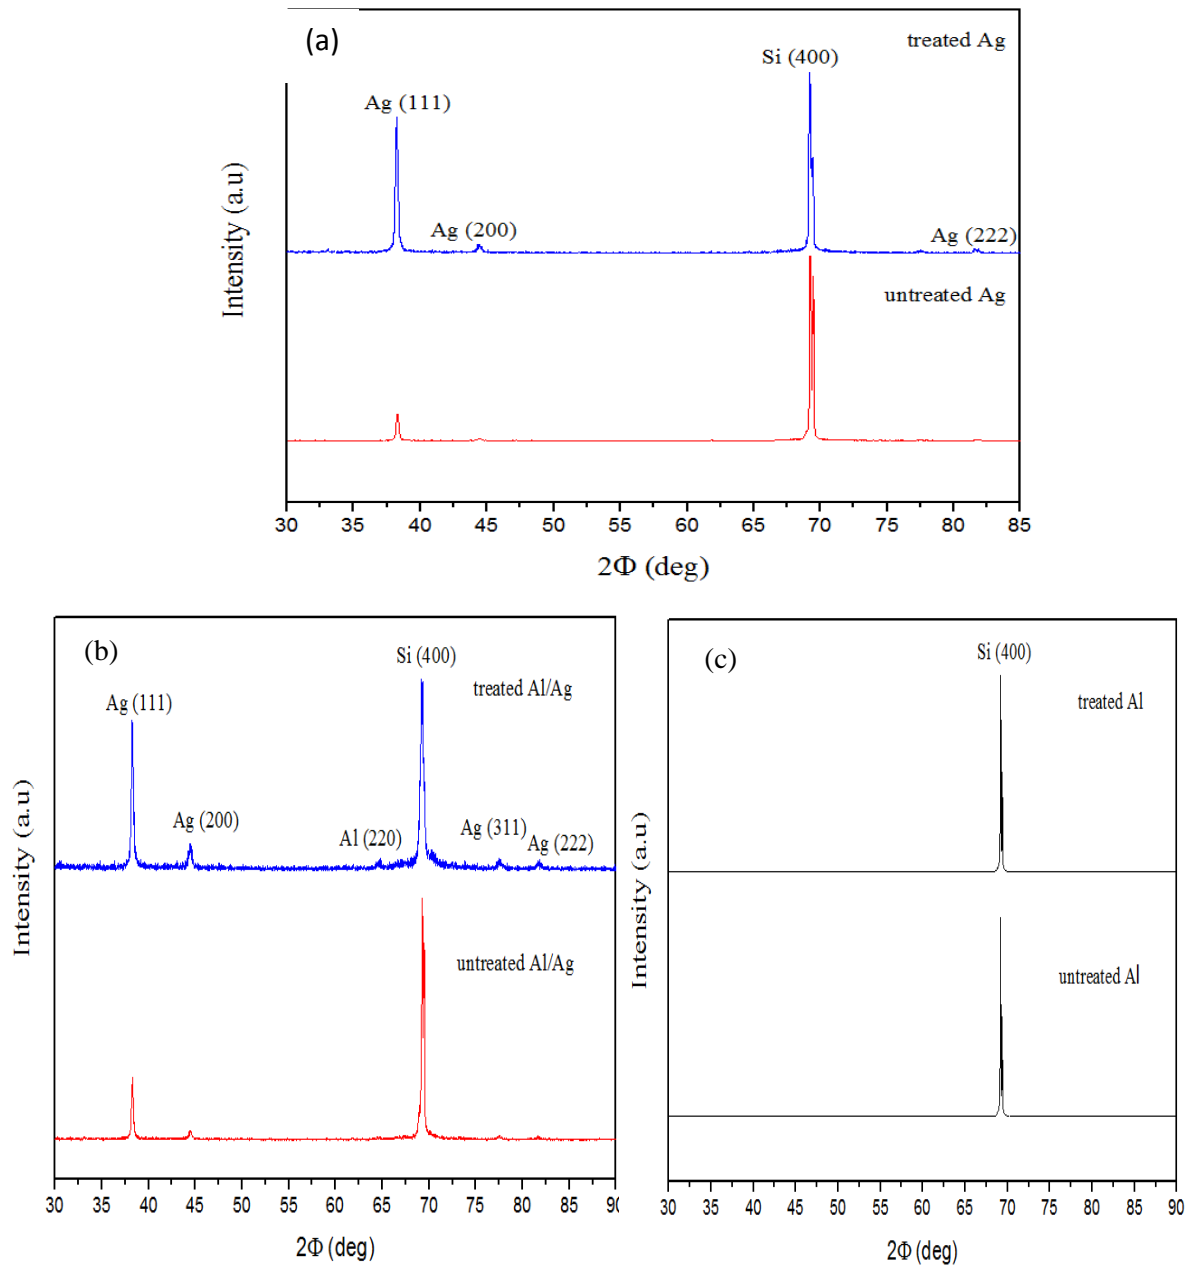 (a)
treated Ag
Si (400)
Ag (111)
Ag (200)
Ag (222)
untreated Ag
Intensity (a.u)
30 35 40 45 50 55 60 65 70 75 80 85
2Φ (deg)
(b)
Si (400)
treated Al/Ag
Ag (111)
Ag (200)
Al (220)
Ag (311)
Ag (222)
untreated Al/Ag
Intensity (a.u)
30 35 40 45 50 55 60 65 70 75 80 85 90
2Φ (deg)
(c)
Si (400)
treated Al
untreated Al
Intensity (a.u)
30 35 40 45 50 55 60 65 70 75 80 85 90
2Φ (deg)